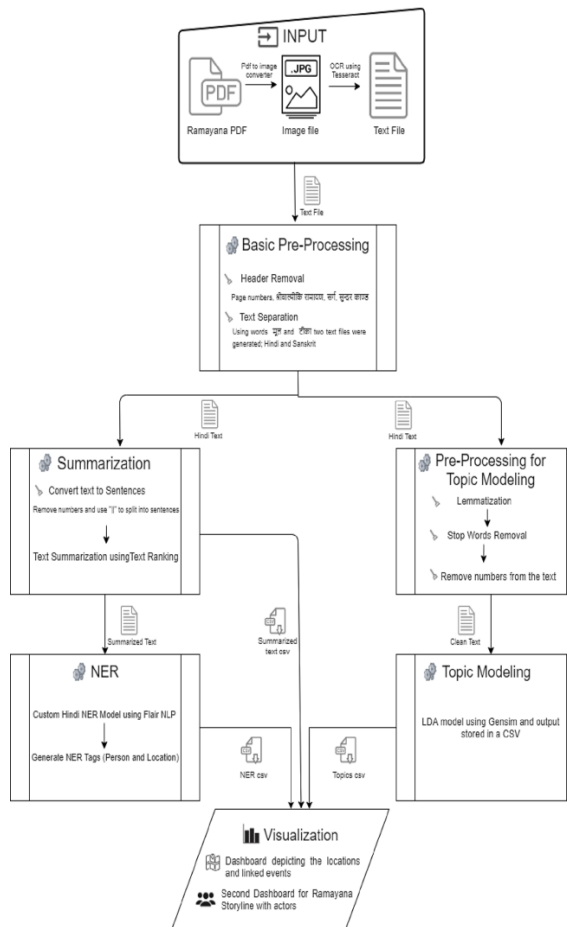 INPUT
Pdf to image
converter
.JPG
OCR using
Tesseract
PDF
Ramayana PDF
Image file
Text File
Text File
Basic Pre-Processing
Header Removal
Page numbers, श्रीवाल्मीकि रामायण, सर्ग, सुन्दर काण्ड
Text Separation
Using words मूल and टीका two text files were
generated; Hindi and Sanskrit
Hindi Text
Hindi Text
Summarization
Convert text to Sentences
Remove numbers and use "||" to split into sentences
Text Summarization usingText Ranking
Pre-Processing for
Topic Modeling
Lemmatization
Stop Words Removal
Remove numbers from the text
Summarized Text
Summarized
text csv
Clean Text
NER
Custom Hindi NER Model using Flair NLP
Generate NER Tags (Person and Location)
Topic Modeling
LDA model using Gensim and output
stored in a CSV
NER csv
Topics csv
Visualization
Dashboard depicting the locations
and linked events
Second Dashboard for Ramayana
Storyline with actors